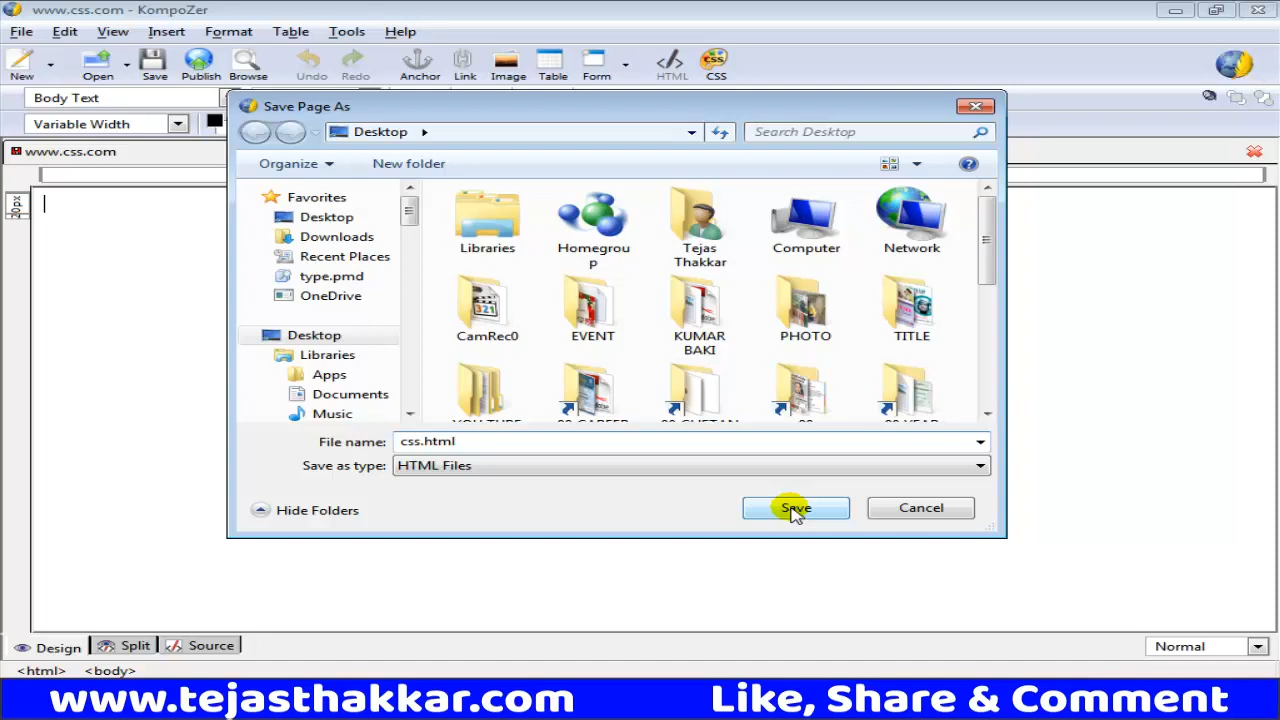 www.css.com - KompoZer
File Edit View Insert Format Table Tools Help
New Open Save Publish Browse Undo Redo Anchor Link Image Table Form HTML CSS
Body Text
Variable Width
www.css.com
20px
Save Page As
Desktop
Search Desktop
Organize New folder
Favorites
Desktop
Downloads
Recent Places
type.pmd
OneDrive
Desktop
Libraries
Apps
Documents
Music
Libraries Homegroup Tejas Thakkar Computer Network
CamRec0 EVENT KUMAR BAKI PHOTO TITLE
File name: css.html
Save as type: HTML Files
Hide Folders Save Cancel
Design Split Source Normal
<html> <body>
www.tejasthakkar.com Like, Share & Comment